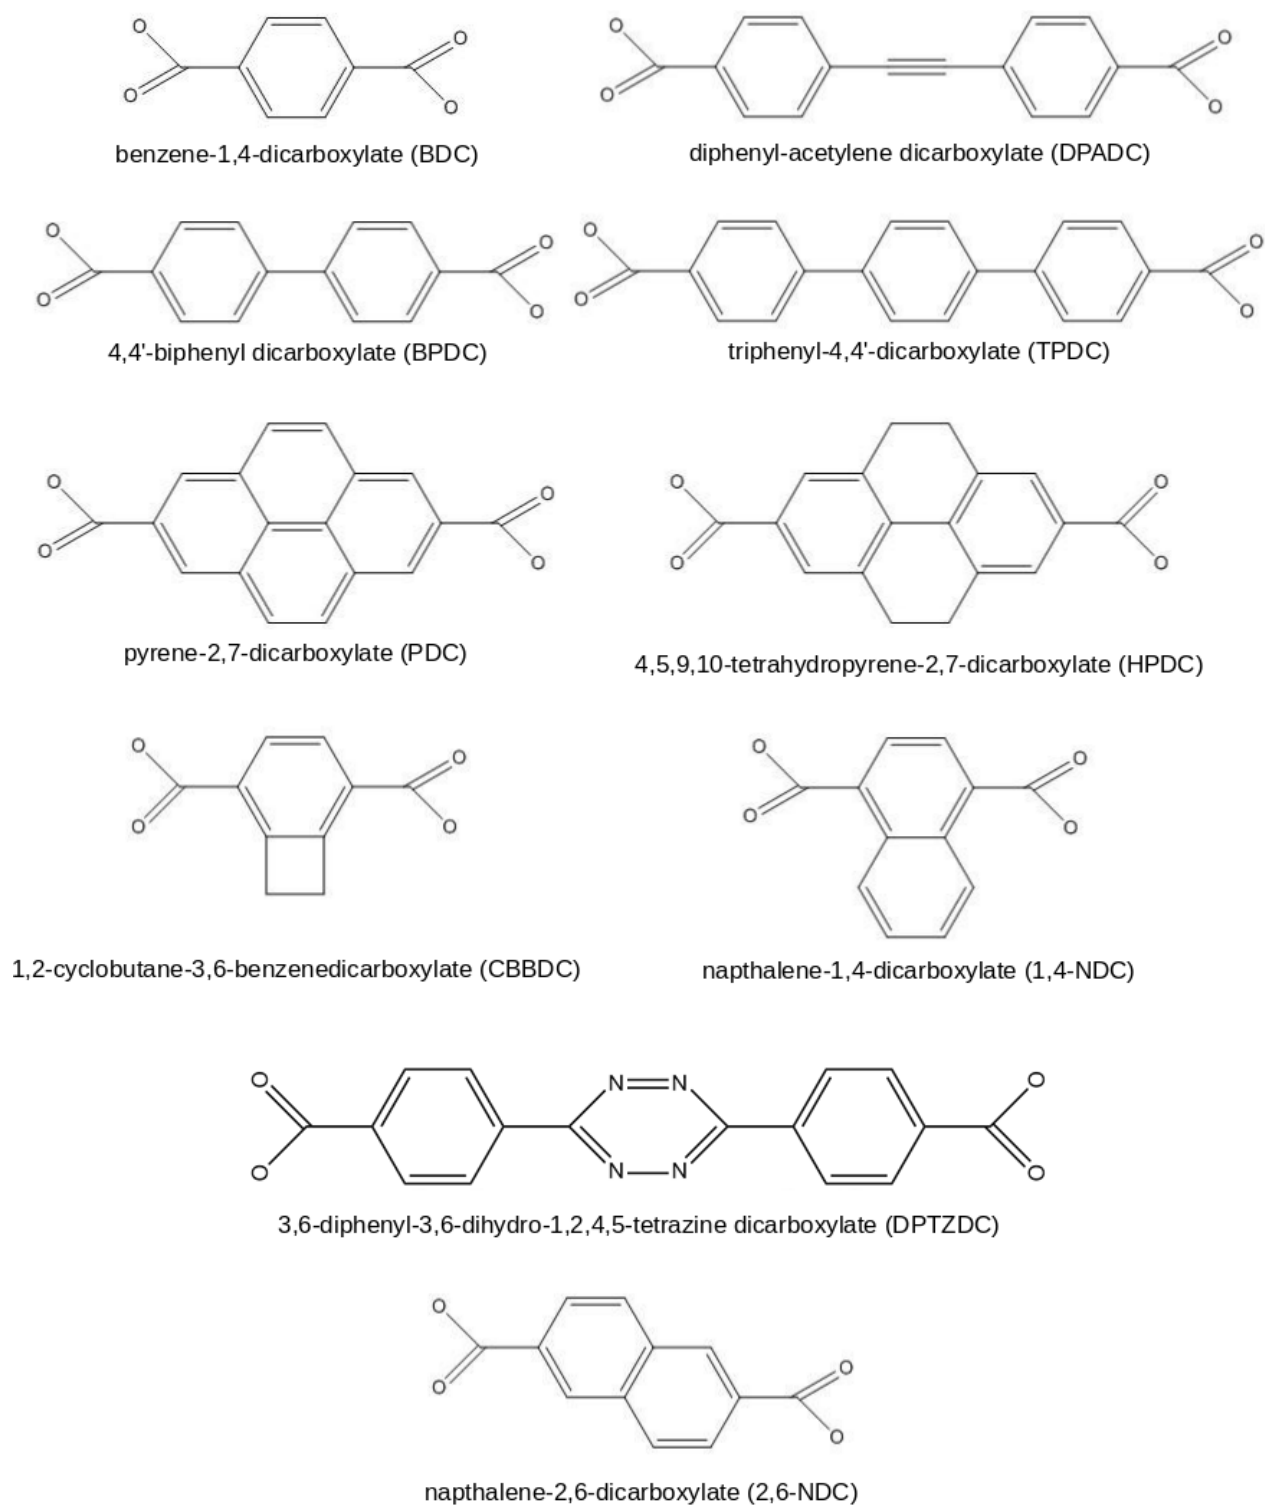 O O O O
O O O O
benzene-1,4-dicarboxylate (BDC) diphenyl-acetylene dicarboxylate (DPADC)
O O O O
O O O O
4,4'-biphenyl dicarboxylate (BPDC) triphenyl-4,4'-dicarboxylate (TPDC)
O O O O
O O O O
pyrene-2,7-dicarboxylate (PDC) 4,5,9,10-tetrahydropyrene-2,7-dicarboxylate (HPDC)
O O O O
O O O O
1,2-cyclobutane-3,6-benzenedicarboxylate (CBBDC) napthalene-1,4-dicarboxylate (1,4-NDC)
O N N O
O N N O
3,6-diphenyl-3,6-dihydro-1,2,4,5-tetrazine dicarboxylate (DPTZDC)
O
O O
O
napthalene-2,6-dicarboxylate (2,6-NDC)